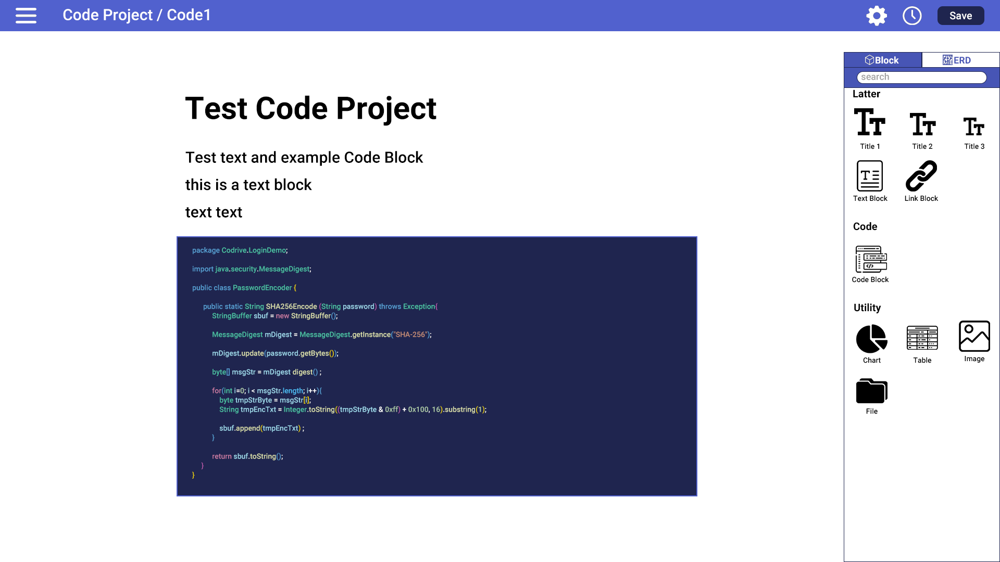 Code Project / Code1
Save
Test Code Project
Test text and example Code Block
this is a text block
text text
package Codrive.LoginDemo;
import java.security.MessageDigest;
public class PasswordEncoder {
public static String SHA256Encode (String password) throws Exception{
StringBuffer sbuf = new StringBuffer();
MessageDigest mDigest = MessageDigest.getInstance("SHA-256");
mDigest.update(password.getBytes());
byte[] msgStr = mDigest digest() ;
for(int i=0; i < msgStr.length; i++){
byte tmpStrByte = msgStr[i];
String tmpEncTxt = Integer.toString((tmpStrByte & 0xff) + 0x100, 16).substring(1);
sbuf.append(tmpEncTxt) ;
}
return sbuf.toString();
}
}
Block
ERD
search
Latter
Title 1
Title 2
Title 3
Text Block
Link Block
Code
Code Block
Utility
Chart
Table
Image
File